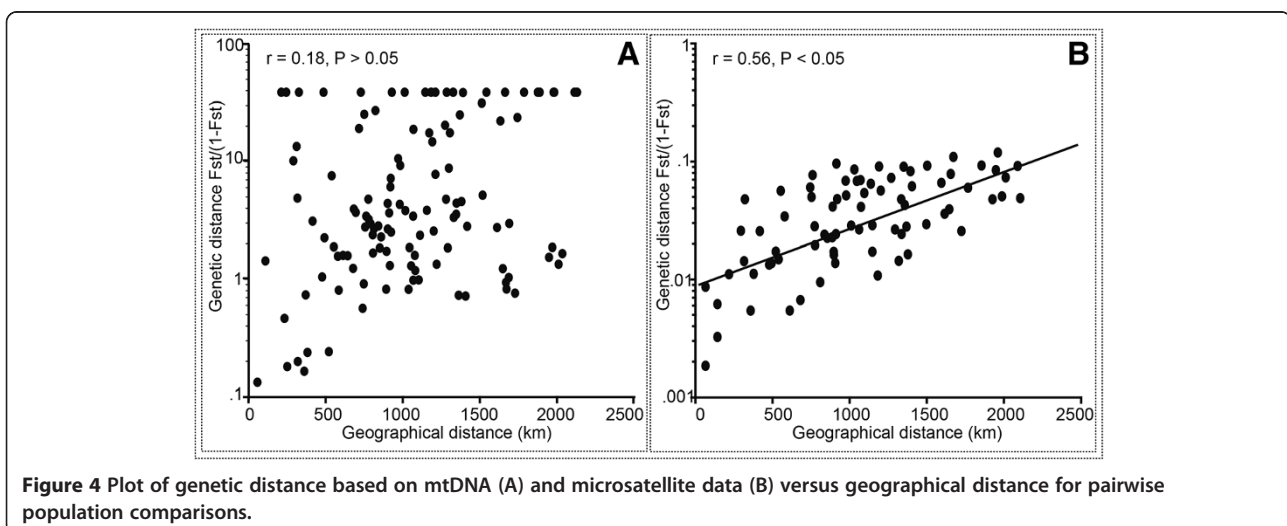 r = 0.18, P > 0.05
A
Genetic distance Fst/(1-Fst)
100
10
1
.1
0 500 1000 1500 2000 2500
Geographical distance (km)
r = 0.56, P < 0.05
B
Genetic distance Fst/(1-Fst)
1
.1
.01
.001
0 500 1000 1500 2000 2500
Geographical distance (km)
Figure 4 Plot of genetic distance based on mtDNA (A) and microsatellite data (B) versus geographical distance for pairwise
population comparisons.